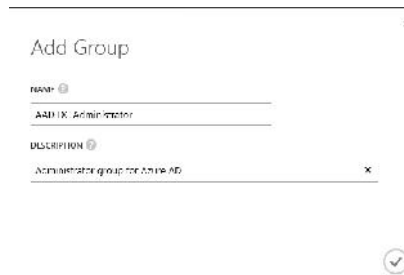 Add Group
NAME
AAD DC Administrator
DESCRIPTION
Administrator group for Azure AD